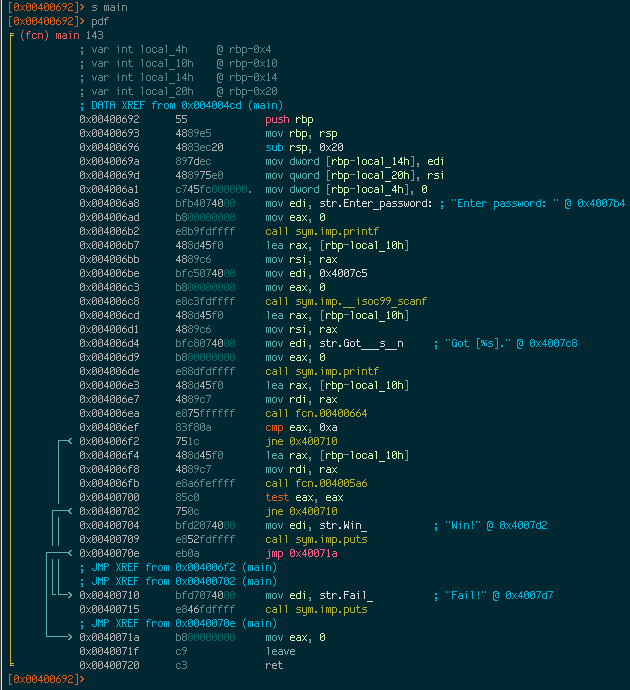 [0x00400692]> s main
[0x00400692]> pdf
(fcn) main 143
; var int local_4h @ rbp-0x4
; var int local_10h @ rbp-0x10
; var int local_14h @ rbp-0x14
; var int local_20h @ rbp-0x20
; DATA XREF from 0x004004cd (main)
0x00400692 55 push rbp
0x00400693 4889e5 mov rbp, rsp
0x00400696 4883ec20 sub rsp, 0x20
0x0040069a 897dec mov dword [rbp-local_14h], edi
0x0040069d 488975e0 mov qword [rbp-local_20h], rsi
0x004006a1 c745fc000000. mov dword [rbp-local_4h], 0
0x004006a8 bfb4074000 mov edi, str.Enter_password: ; "Enter password: " @ 0x4007b4
0x004006ad b800000000 mov eax, 0
0x004006b2 e8b9fdffff call sym.imp.printf
0x004006b7 488d45f0 lea rax, [rbp-local_10h]
0x004006bb 4889c6 mov rsi, rax
0x004006be bfc5074000 mov edi, 0x4007c5
0x004006c3 b800000000 mov eax, 0
0x004006c8 e8c3fdffff call sym.imp.__isoc99_scanf
0x004006cd 488d45f0 lea rax, [rbp-local_10h]
0x004006d1 4889c6 mov rsi, rax
0x004006d4 bfc8074000 mov edi, str.Got___s__n ; "Got [%s]." @ 0x4007c8
0x004006d9 b800000000 mov eax, 0
0x004006de e88dfdffff call sym.imp.printf
0x004006e3 488d45f0 lea rax, [rbp-local_10h]
0x004006e7 4889c7 mov rdi, rax
0x004006ea e875ffffff call fcn.00400664
0x004006ef 83f80a cmp eax, 0xa
0x004006f2 751c jne 0x400710
0x004006f4 488d45f0 lea rax, [rbp-local_10h]
0x004006f8 4889c7 mov rdi, rax
0x004006fb e8a6feffff call fcn.004005a6
0x00400700 85c0 test eax, eax
0x00400702 750c jne 0x400710
0x00400704 bfd2074000 mov edi, str.Win_ ; "Win!" @ 0x4007d2
0x00400709 e852fdffff call sym.imp.puts
0x0040070e eb0a jmp 0x40071a
; JMP XREF from 0x004006f2 (main)
; JMP XREF from 0x00400702 (main)
0x00400710 bfd7074000 mov edi, str.Fail_ ; "Fail!" @ 0x4007d7
0x00400715 e846fdffff call sym.imp.puts
; JMP XREF from 0x0040070e (main)
0x0040071a b800000000 mov eax, 0
0x0040071f c9 leave
0x00400720 c3 ret
[0x00400692]>